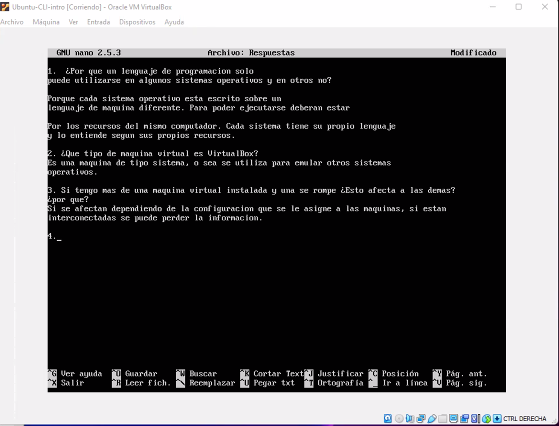 Ubuntu-CLI-intro [Corriendo] - Oracle VM VirtualBox
Archivo Máquina Ver Entrada Dispositivos Ayuda
GNU nano 2.5.3 Archivo: Respuestas Modificado
1. ¿Por que un lenguaje de programacion solo
puede utilizarse en algunos sistemas operativos y en otros no?
Porque cada sistema operativo esta escrito sobre un
lenguaje de maquina diferente. Para poder ejecutarse deberan estar
Por los recursos del mismo computador. Cada sistema tiene su propio lenguaje
y lo entiende segun sus propios recursos.
2. ¿Que tipo de maquina virtual es VirtualBox?
Es una maquina de tipo sistema, o sea se utiliza para emular otros sistemas
operativos.
3. Si tengo mas de una maquina virtual instalada y una se rompe ¿Esto afecta a las demas?
¿por que?
Si se afectan dependiendo de la configuracion que se le asigne a las maquinas, si estan
interconectadas se puede perder la informacion.
4._
^G Ver ayuda ^O Guardar ^W Buscar ^K Cortar Text ^J Justificar ^C Posición ^Y Pág. ant.
^X Salir ^R Leer fich. ^\ Reemplazar ^U Pegar txt ^T Ortografía ^_ Ir a línea ^V Pág. sig.
CTRL DERECHA